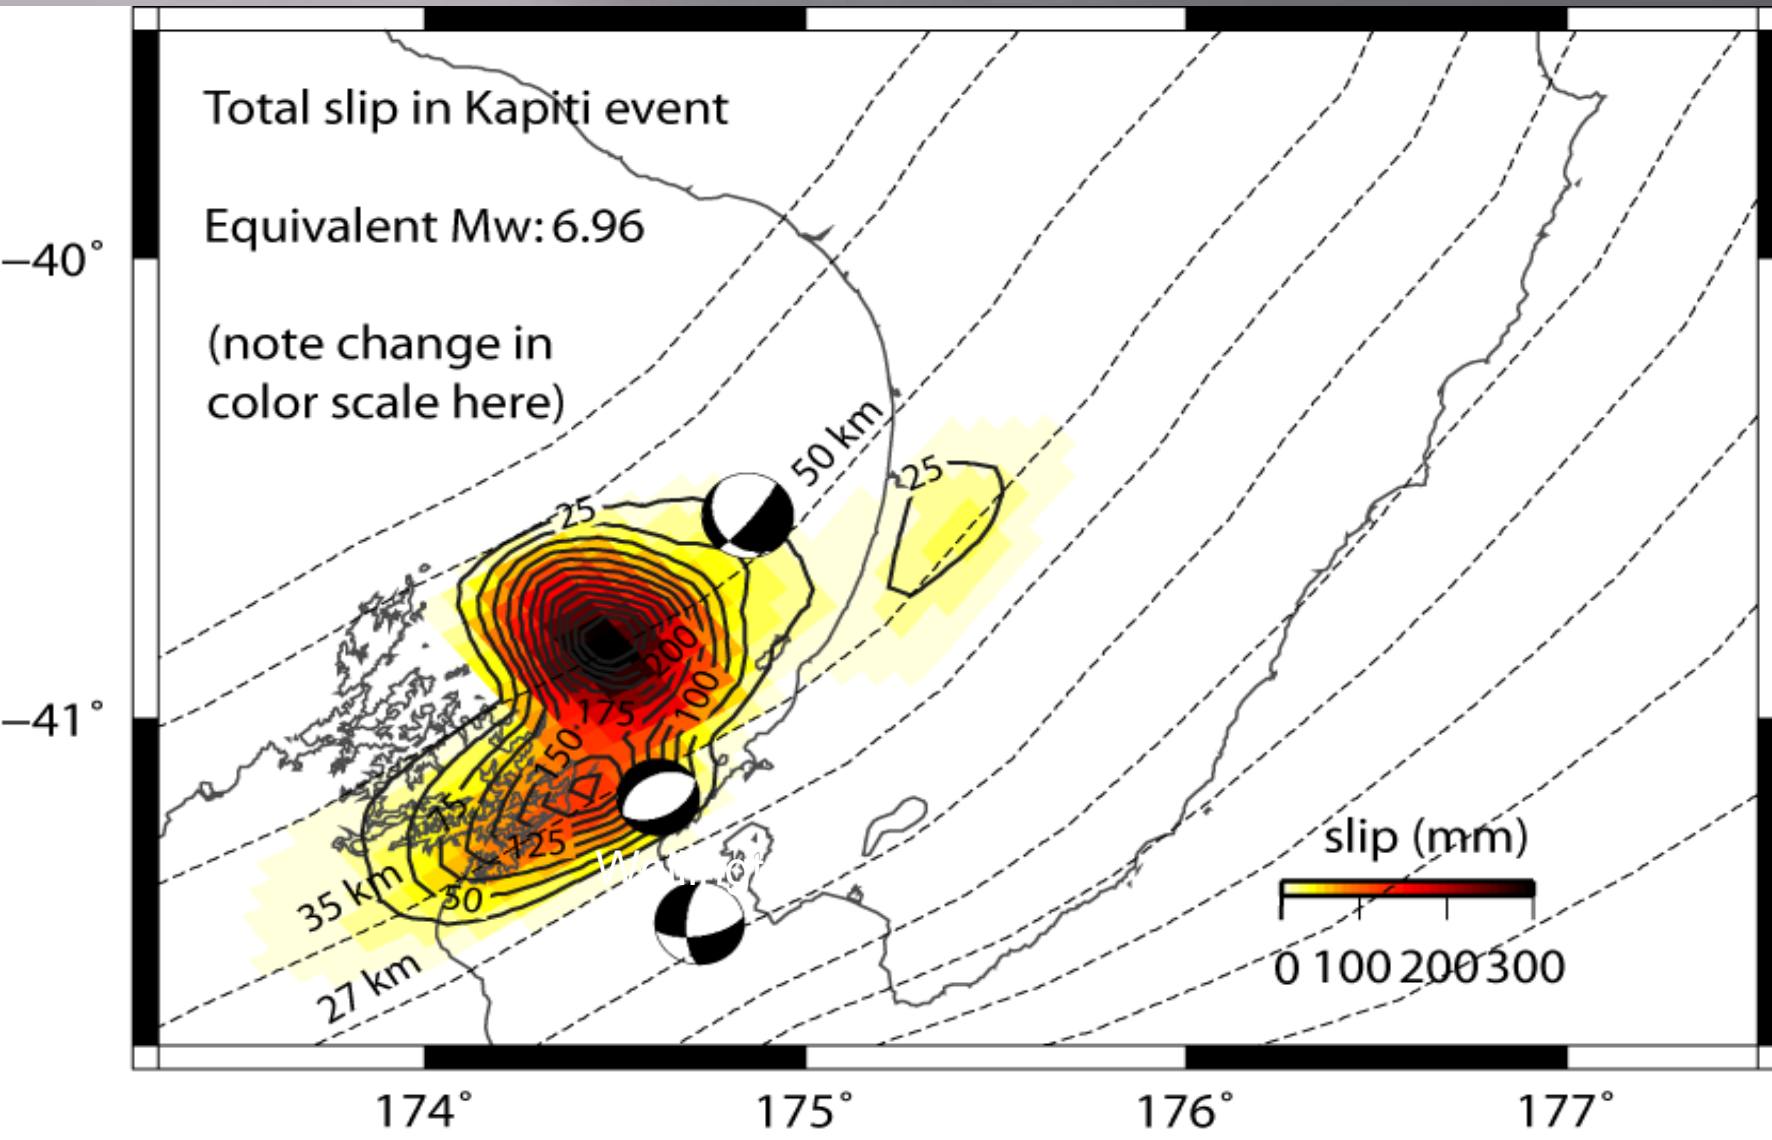 Total slip in Kapiti event
Equivalent Mw: 6.96
−40°
(note change in
color scale here)
50 km
25
25
200
100
175
−41°
150
75
125
slip (mm)
35 km
50
27 km
0 100 200 300
174° 175° 176° 177°